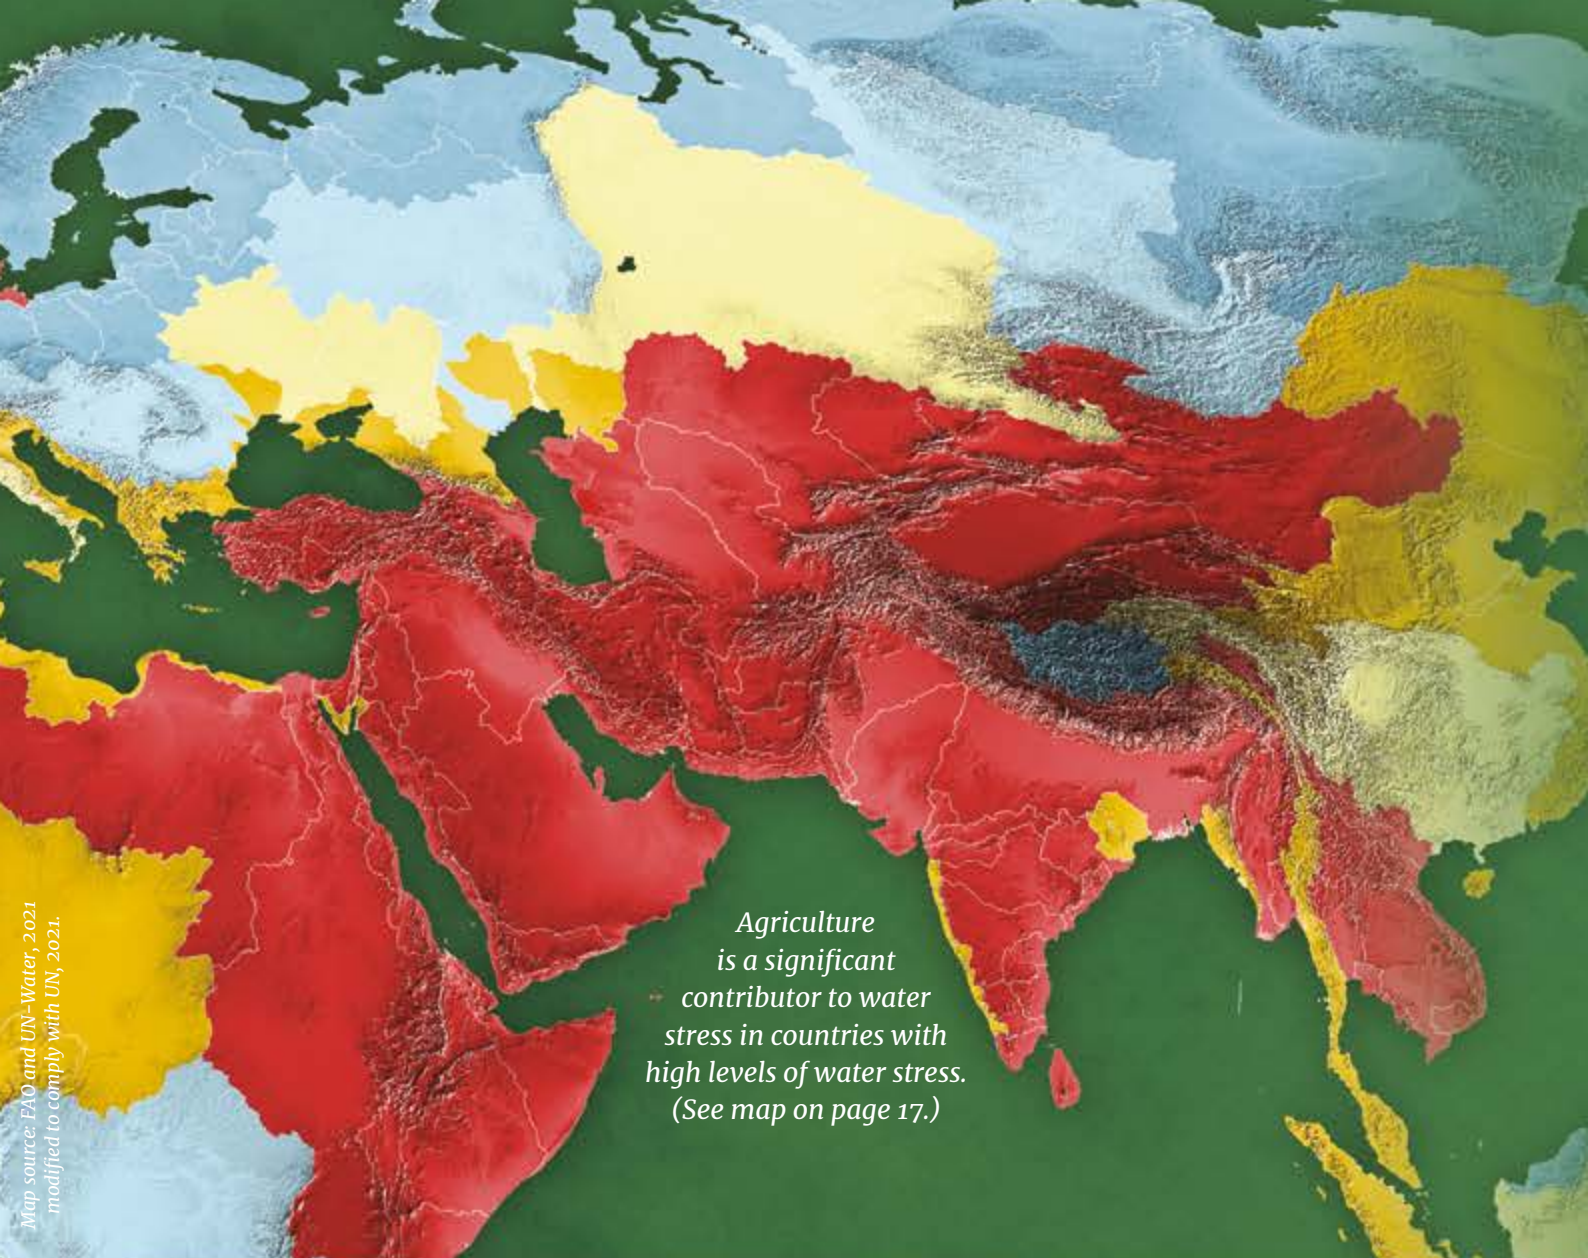 Agriculture
is a significant
contributor to water
stress in countries with
high levels of water stress.
(See map on page 17.)
Map source: FAO and UN-Water, 2021
modified to comply with UN, 2021.